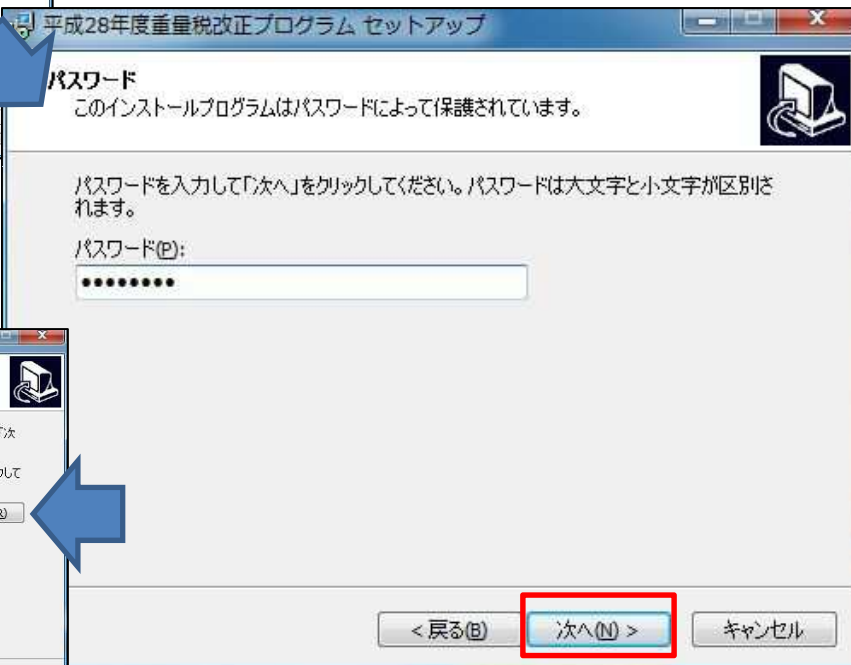 平成28年度重量税改正プログラム セットアップ
パスワード
このインストールプログラムはパスワードによって保護されています。
パスワードを入力して「次へ」をクリックしてください。パスワードは大文字と小文字が区別さ
れます。
パスワード(P):
●●●●●●●●
「次
して
< 戻る(B)
次へ(N) >
キャンセル